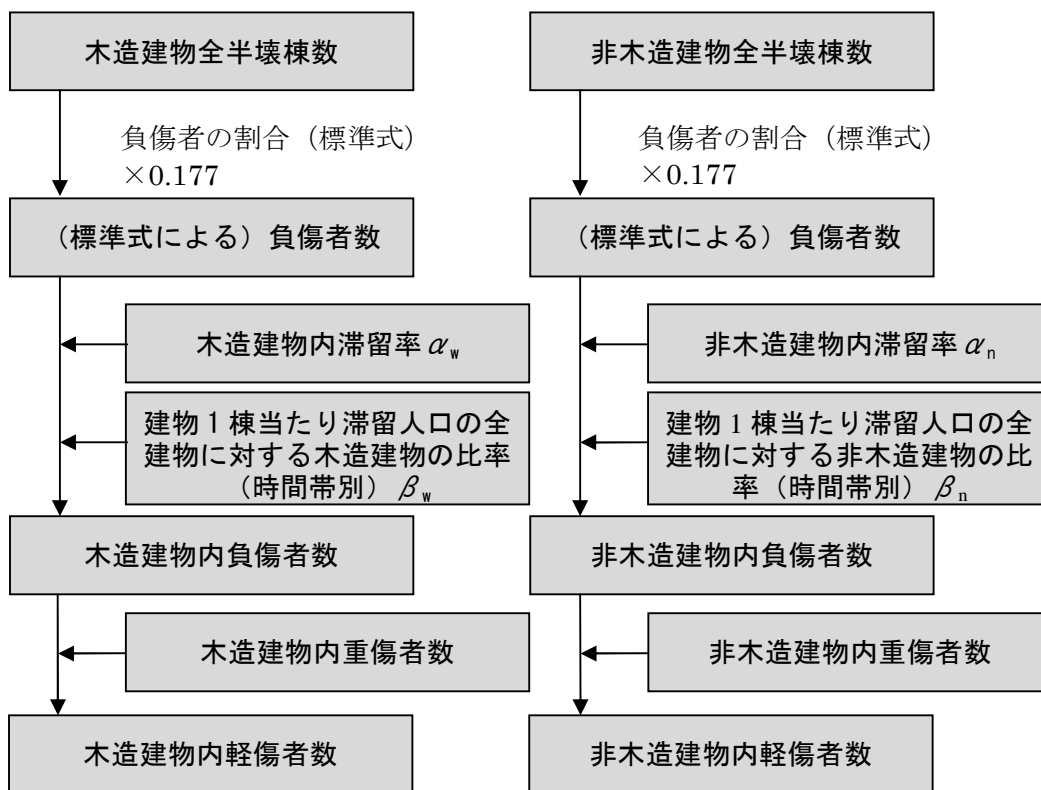 木造建物全半壊棟数
負傷者の割合（標準式）
×0.177
（標準式による）負傷者数
木造建物内滞留率αw
建物1棟当たり滞留人口の全
建物に対する木造建物の比率
（時間帯別）βw
木造建物内負傷者数
木造建物内重傷者数
木造建物内軽傷者数
非木造建物全半壊棟数
負傷者の割合（標準式）
×0.177
（標準式による）負傷者数
非木造建物内滞留率αn
建物1棟当たり滞留人口の全
建物に対する非木造建物の比
率（時間帯別）βn
非木造建物内負傷者数
非木造建物内重傷者数
非木造建物内軽傷者数